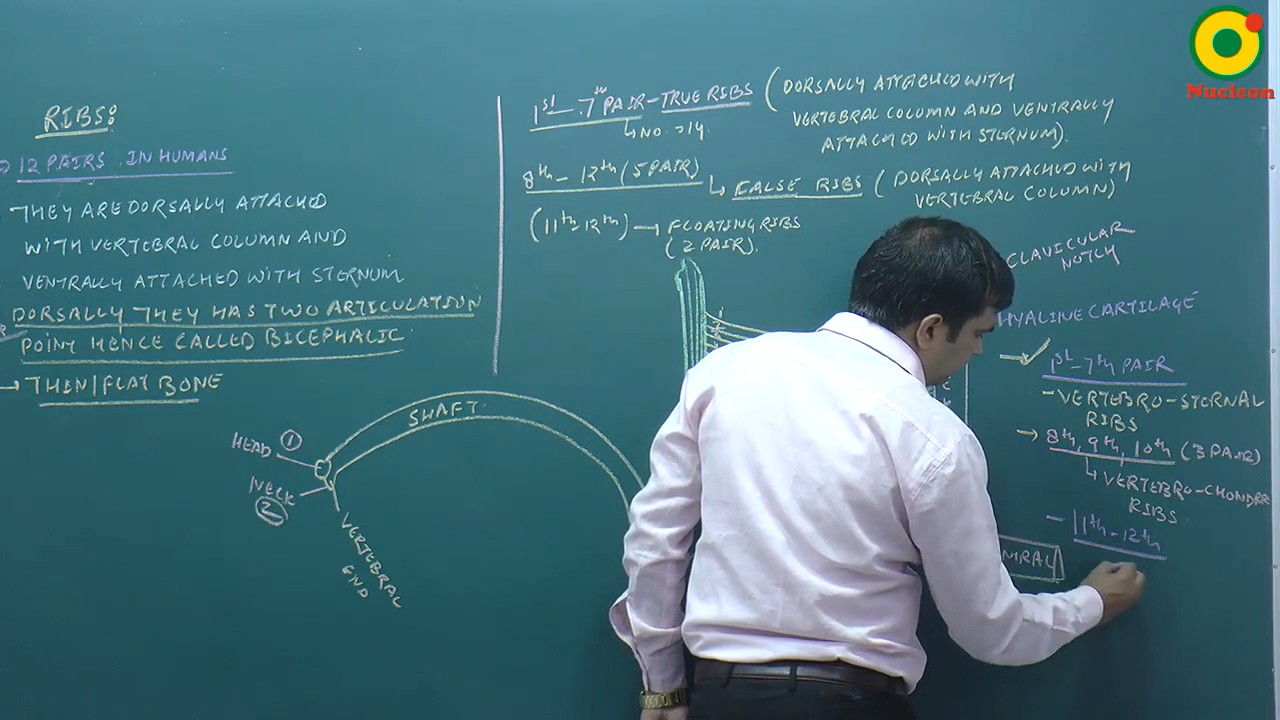 RIBS:
12 PAIRS IN HUMANS
THEY ARE DORSALLY ATTACHED
WITH VERTEBRAL COLUMN AND
VENTRALLY ATTACHED WITH STERNUM
DORSALLY THEY HAS TWO ARTICULATION
POINT HENCE CALLED BICEPHALIC
→ THIN/FLAT BONE
HEAD ①
NECK
②
SHAFT
VERTEBRAL
END
1st - 7th PAIR - TRUE RIBS (DORSALLY ATTACHED WITH
VERTEBRAL COLUMN AND VENTRALLY
ATTACHED WITH STERNUM).
↳ NO. = 14.
8th - 12th (5 PAIR)
↳ FALSE RIBS (DORSALLY ATTACHED WITH
VERTEBRAL COLUMN)
(11th - 12th) → FLOATING RIBS
(2 PAIR).
CLAVICULAR
NOTCH
HYALINE CARTILAGE
→ 1st - 7th PAIR
- VERTEBRO-STERNAL
RIBS
→ 8th, 9th, 10th (3 PAIR)
↳ VERTEBRO-CHONDRA
RIBS
- 11th - 12th
Nucleon